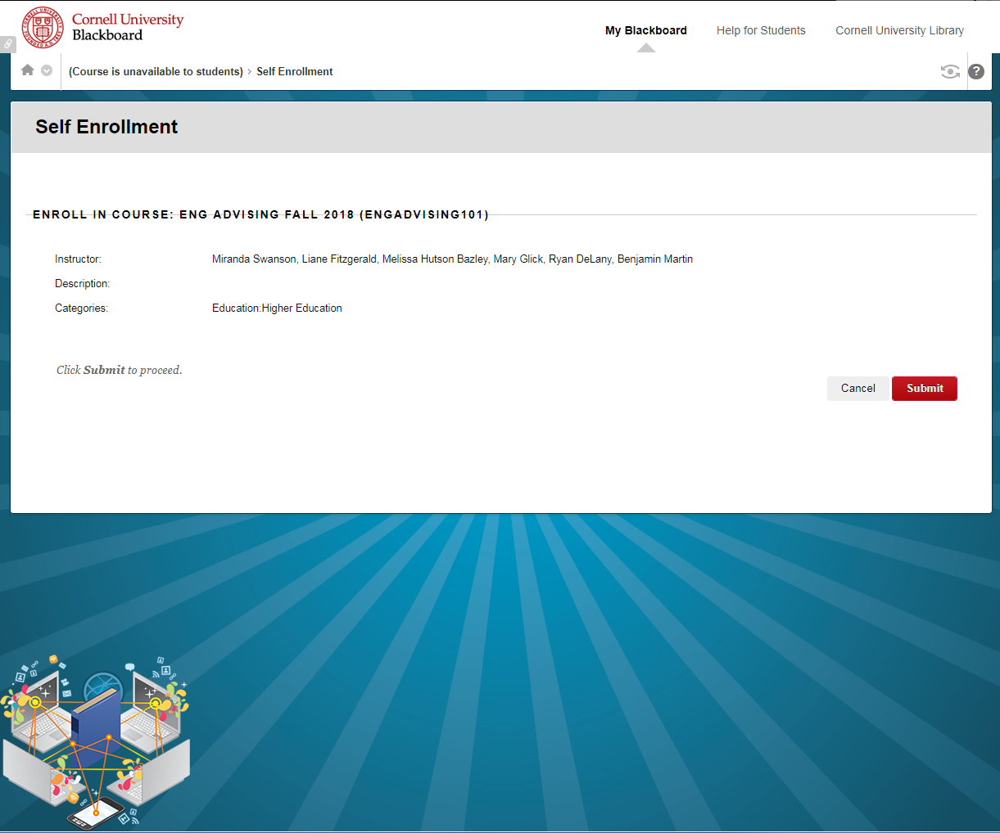 Cornell University
Blackboard
My Blackboard
Help for Students
Cornell University Library
(Course is unavailable to students) > Self Enrollment
Self Enrollment
ENROLL IN COURSE: ENG ADVISING FALL 2018 (ENGADVISING101)
Instructor: Miranda Swanson, Liane Fitzgerald, Melissa Hutson Bazley, Mary Glick, Ryan DeLany, Benjamin Martin
Description:
Categories: Education:Higher Education
Click Submit to proceed.
Cancel
Submit